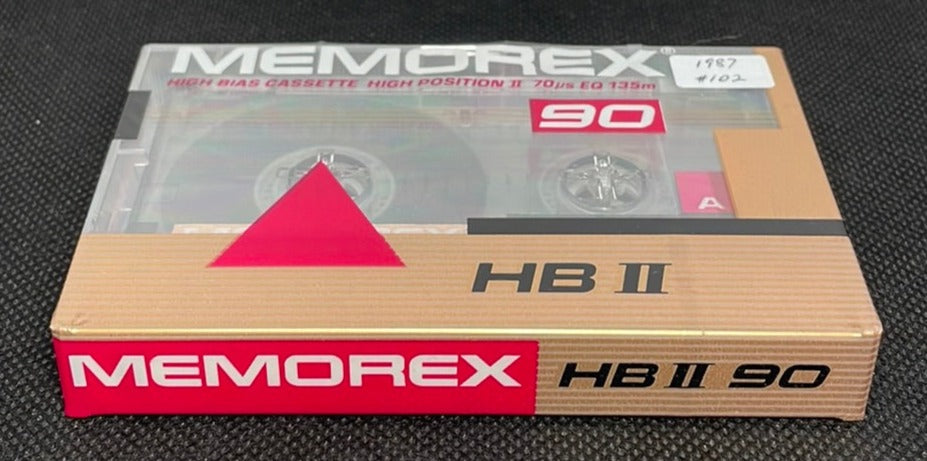 MEMOREX®
1987
#102
HIGH BIAS CASSETTE HIGH POSITION II 70µs EQ 135m
90
A
HB II
MEMOREX HB II 90